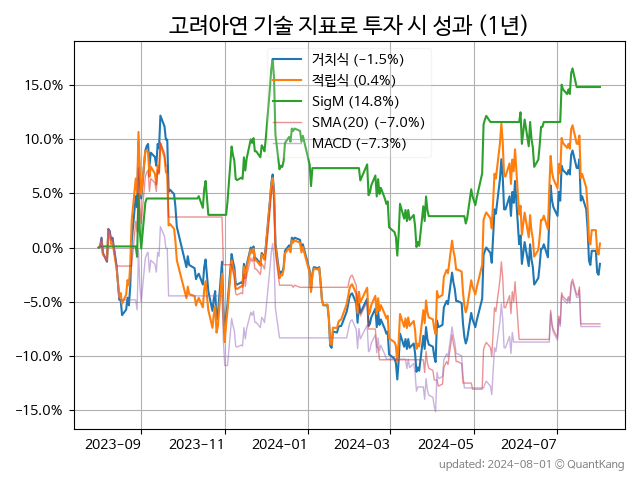 고려아연 기술 지표로 투자 시 성과 (1년)
거치식 (−1.5%)
적립식 (0.4%)
SigM (14.8%)
SMA(20) (−7.0%)
MACD (−7.3%)
15.0%
10.0%
5.0%
0.0%
−5.0%
−10.0%
−15.0%
2023-09 2023-11 2024-01 2024-03 2024-05 2024-07
updated: 2024-08-01 © QuantKang